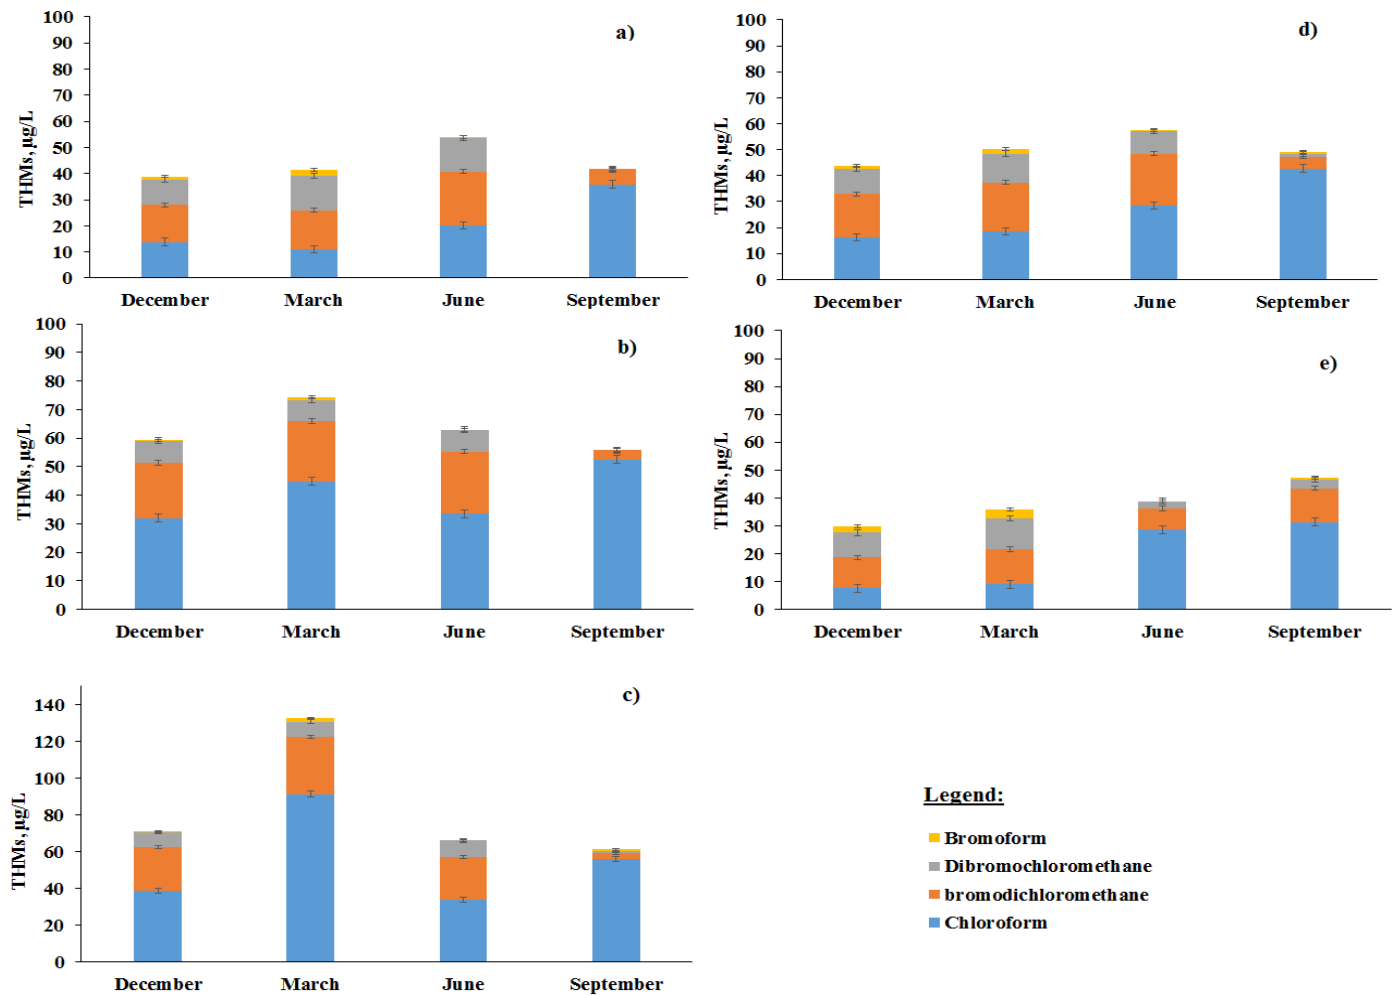 a)
THMs, µg/L
100
90
80
70
60
50
40
30
20
10
0
December March June September
b)
THMs, µg/L
100
90
80
70
60
50
40
30
20
10
0
December March June September
c)
THMs, µg/L
140
120
100
80
60
40
20
0
December March June September
d)
THMs, µg/L
100
90
80
70
60
50
40
30
20
10
0
December March June September
e)
THMs, µg/L
100
90
80
70
60
50
40
30
20
10
0
December March June September
Legend:
Bromoform
Dibromochloromethane
bromodichloromethane
Chloroform